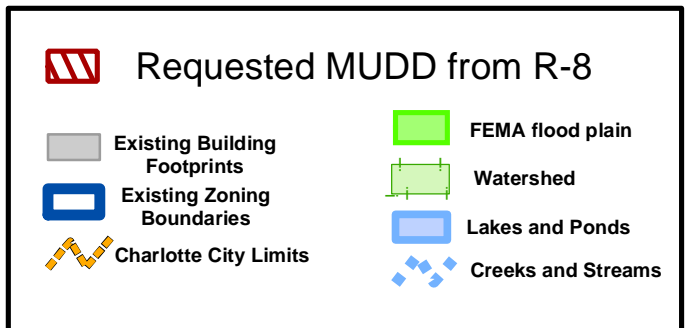 Requested MUDD from R-8
Existing Building
Footprints
Existing Zoning
Boundaries
Charlotte City Limits
FEMA flood plain
Watershed
Lakes and Ponds
Creeks and Streams